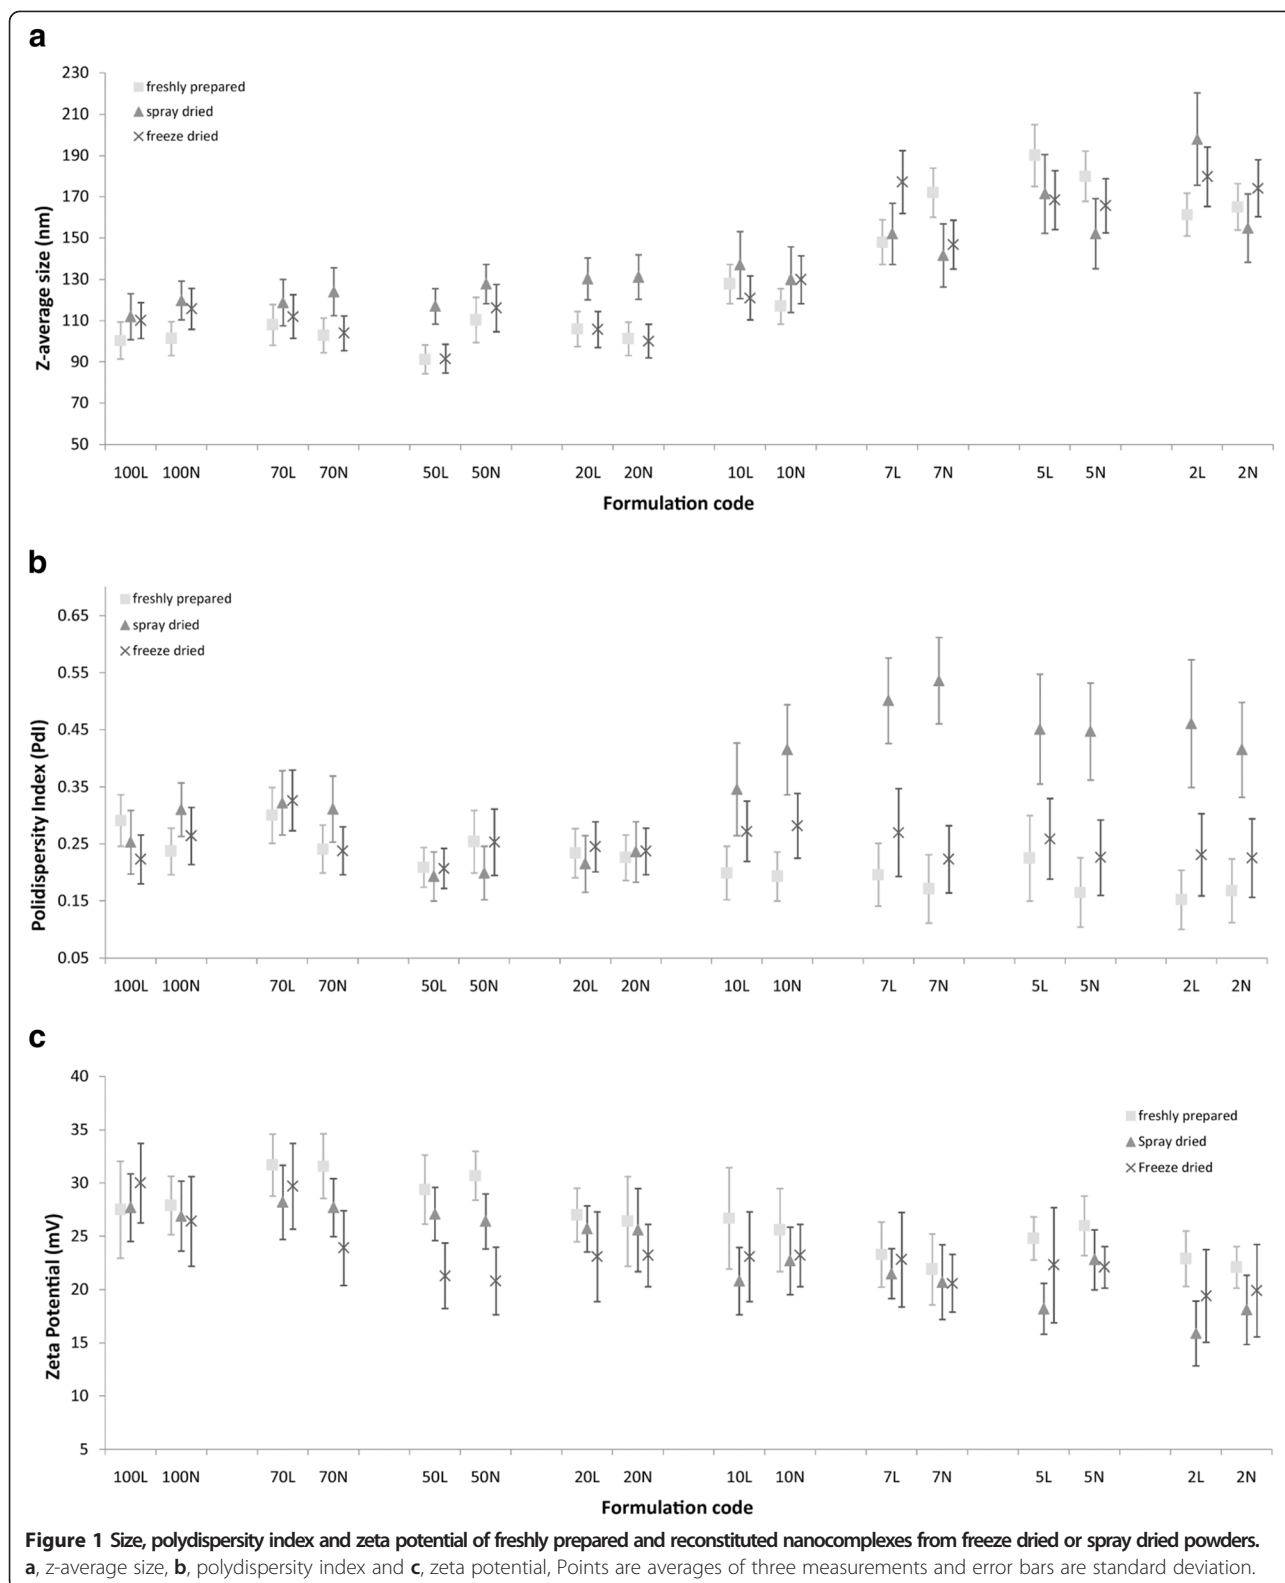 a
230
210
190
170
150
130
110
90
70
50
Z-average size (nm)
freshly prepared
spray dried
freeze dried
100L 100N 70L 70N 50L 50N 20L 20N 10L 10N 7L 7N 5L 5N 2L 2N
Formulation code
b
0.65
0.55
0.45
0.35
0.25
0.15
0.05
Polidispersity Index (PdI)
freshly prepared
spray dried
freeze dried
100L 100N 70L 70N 50L 50N 20L 20N 10L 10N 7L 7N 5L 5N 2L 2N
c
40
35
30
25
20
15
10
5
Zeta Potential (mV)
freshly prepared
Spray dried
Freeze dried
100L 100N 70L 70N 50L 50N 20L 20N 10L 10N 7L 7N 5L 5N 2L 2N
Formulation code
Figure 1 Size, polydispersity index and zeta potential of freshly prepared and reconstituted nanocomplexes from freeze dried or spray dried powders.
a, z-average size, b, polydispersity index and c, zeta potential, Points are averages of three measurements and error bars are standard deviation.